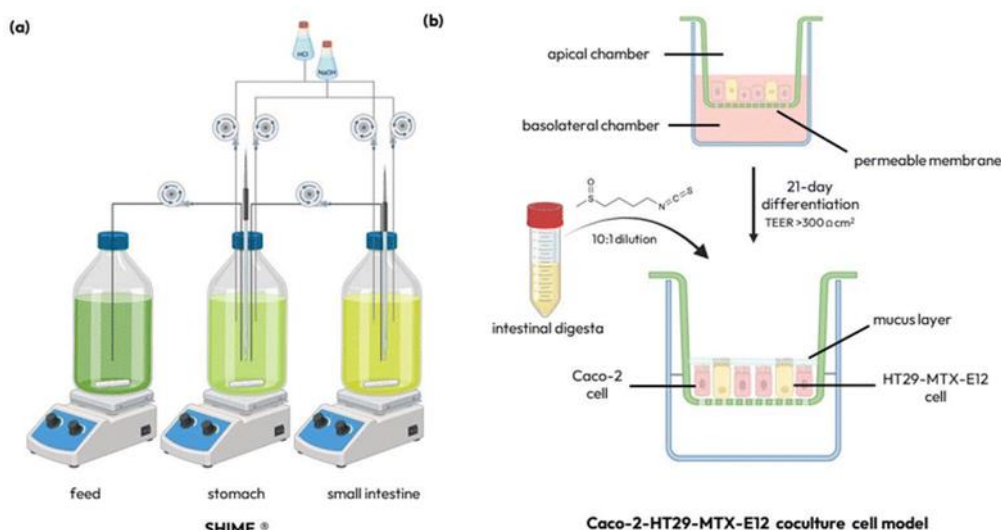 (a)
HCl
NaOH
feed
stomach
small intestine
SHIME ®
(b)
apical chamber
basolateral chamber
permeable membrane
21-day
differentiation
TEER >300 Ω cm²
S
O
N=C=S
10:1 dilution
intestinal digesta
mucus layer
Caco-2
cell
HT29-MTX-E12
cell
Caco-2-HT29-MTX-E12 coculture cell model